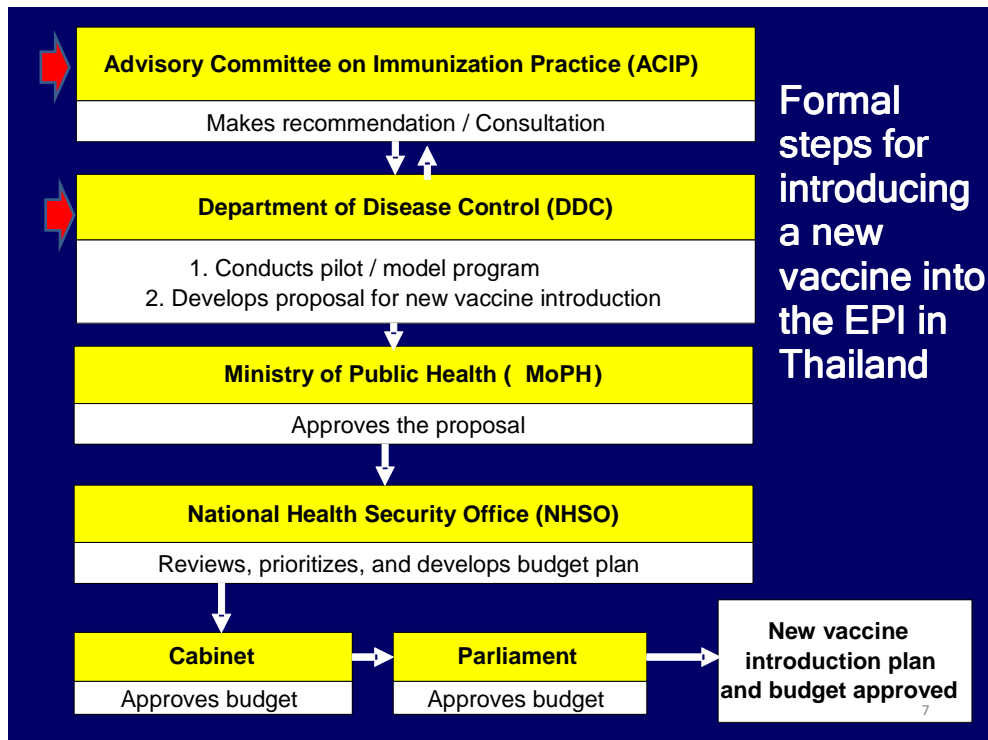 Advisory Committee on Immunization Practice (ACIP)
Makes recommendation / Consultation
Department of Disease Control (DDC)
1. Conducts pilot / model program
2. Develops proposal for new vaccine introduction
Ministry of Public Health ( MoPH)
Approves the proposal
National Health Security Office (NHSO)
Reviews, prioritizes, and develops budget plan
Cabinet
Approves budget
Parliament
Approves budget
New vaccine
introduction plan
and budget approved
7
Formal
steps for
introducing
a new
vaccine into
the EPI in
Thailand